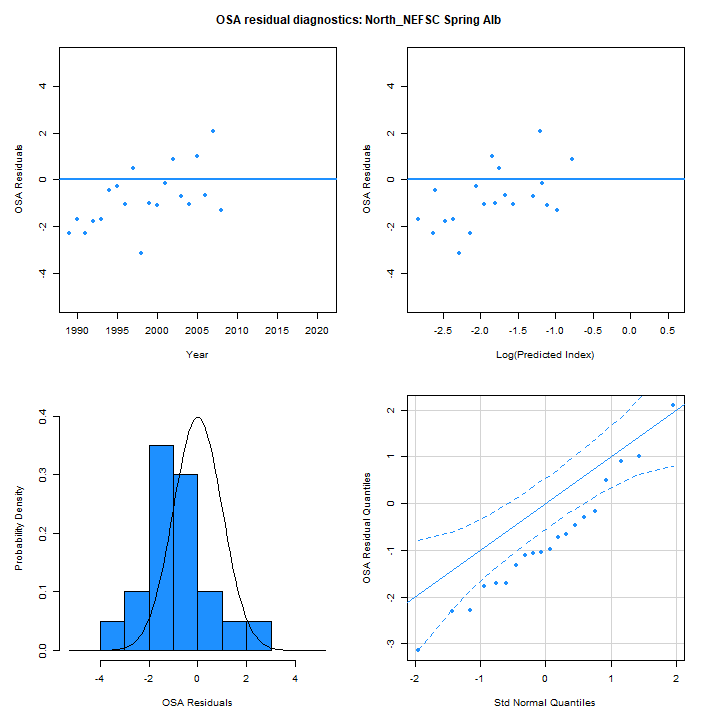 OSA residual diagnostics: North_NEFSC Spring Alb
OSA Residuals
4
2
0
-2
-4
1990 1995 2000 2005 2010 2015 2020
Year
OSA Residuals
4
2
0
-2
-4
-2.5 -2.0 -1.5 -1.0 -0.5 0.0 0.5
Log(Predicted Index)
Probability Density
0.4
0.3
0.2
0.1
0.0
-4 -2 0 2 4
OSA Residuals
OSA Residual Quantiles
2
1
0
-1
-2
-3
-2 -1 0 1 2
Std Normal Quantiles